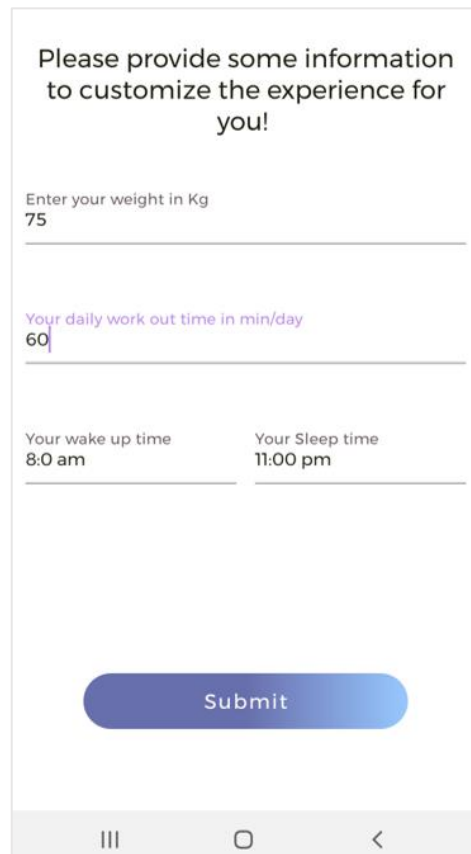 Please provide some information
to customize the experience for
you!
Enter your weight in Kg
75
Your daily work out time in min/day
60
Your wake up time
8:0 am
Your Sleep time
11:00 pm
Submit